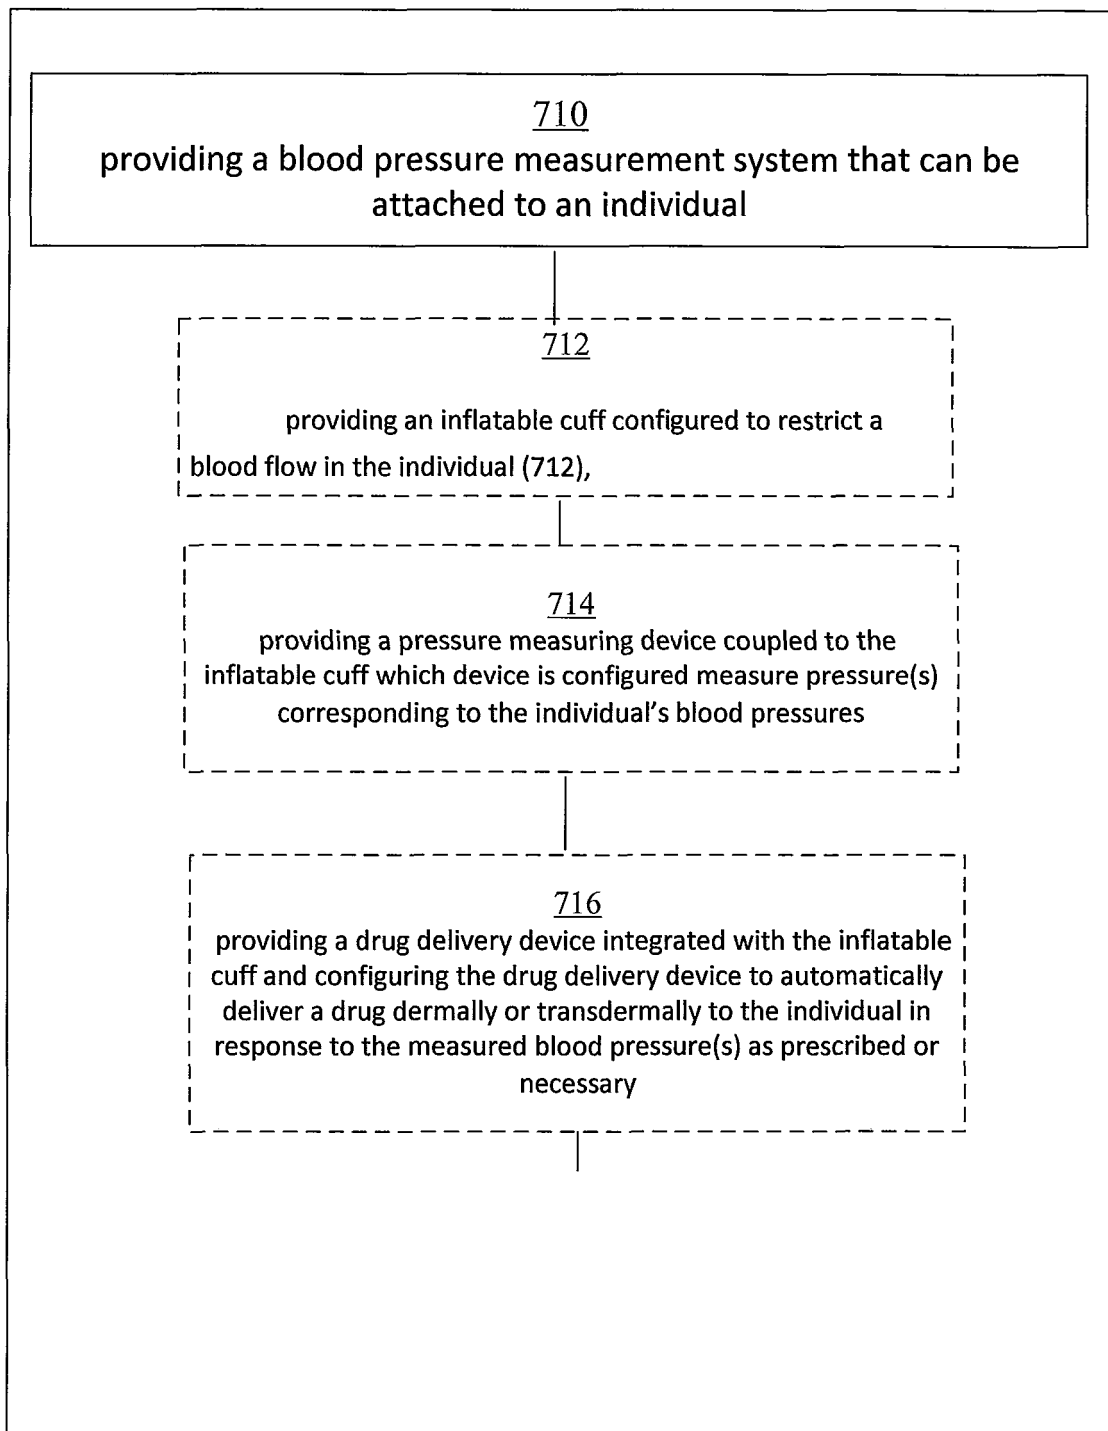 710
providing a blood pressure measurement system that can be
attached to an individual
712
providing an inflatable cuff configured to restrict a
blood flow in the individual (712),
714
providing a pressure measuring device coupled to the
inflatable cuff which device is configured measure pressure(s)
corresponding to the individual's blood pressures
716
providing a drug delivery device integrated with the inflatable
cuff and configuring the drug delivery device to automatically
deliver a drug dermally or transdermally to the individual in
response to the measured blood pressure(s) as prescribed or
necessary